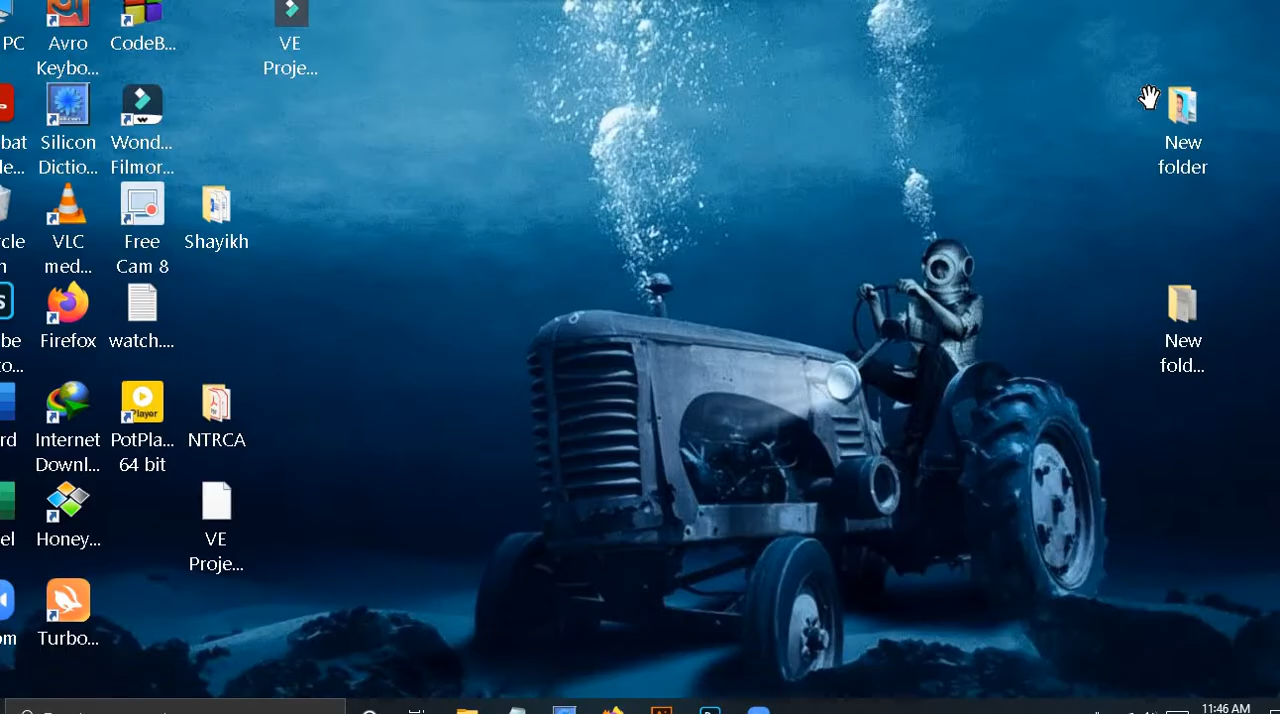 PC
Avro
Keybo...
CodeB...
VE
Proje...
bat
le...
Silicon
Dictio...
Wond...
Filmor...
New
folder
cle
n
VLC
med...
Free
Cam 8
Shayikh
be
to...
Firefox
watch....
New
fold...
rd
Internet
Downl...
Player
PotPla...
64 bit
NTRCA
el
Honey...
VE
Proje...
om
Turbo...
11:46 AM